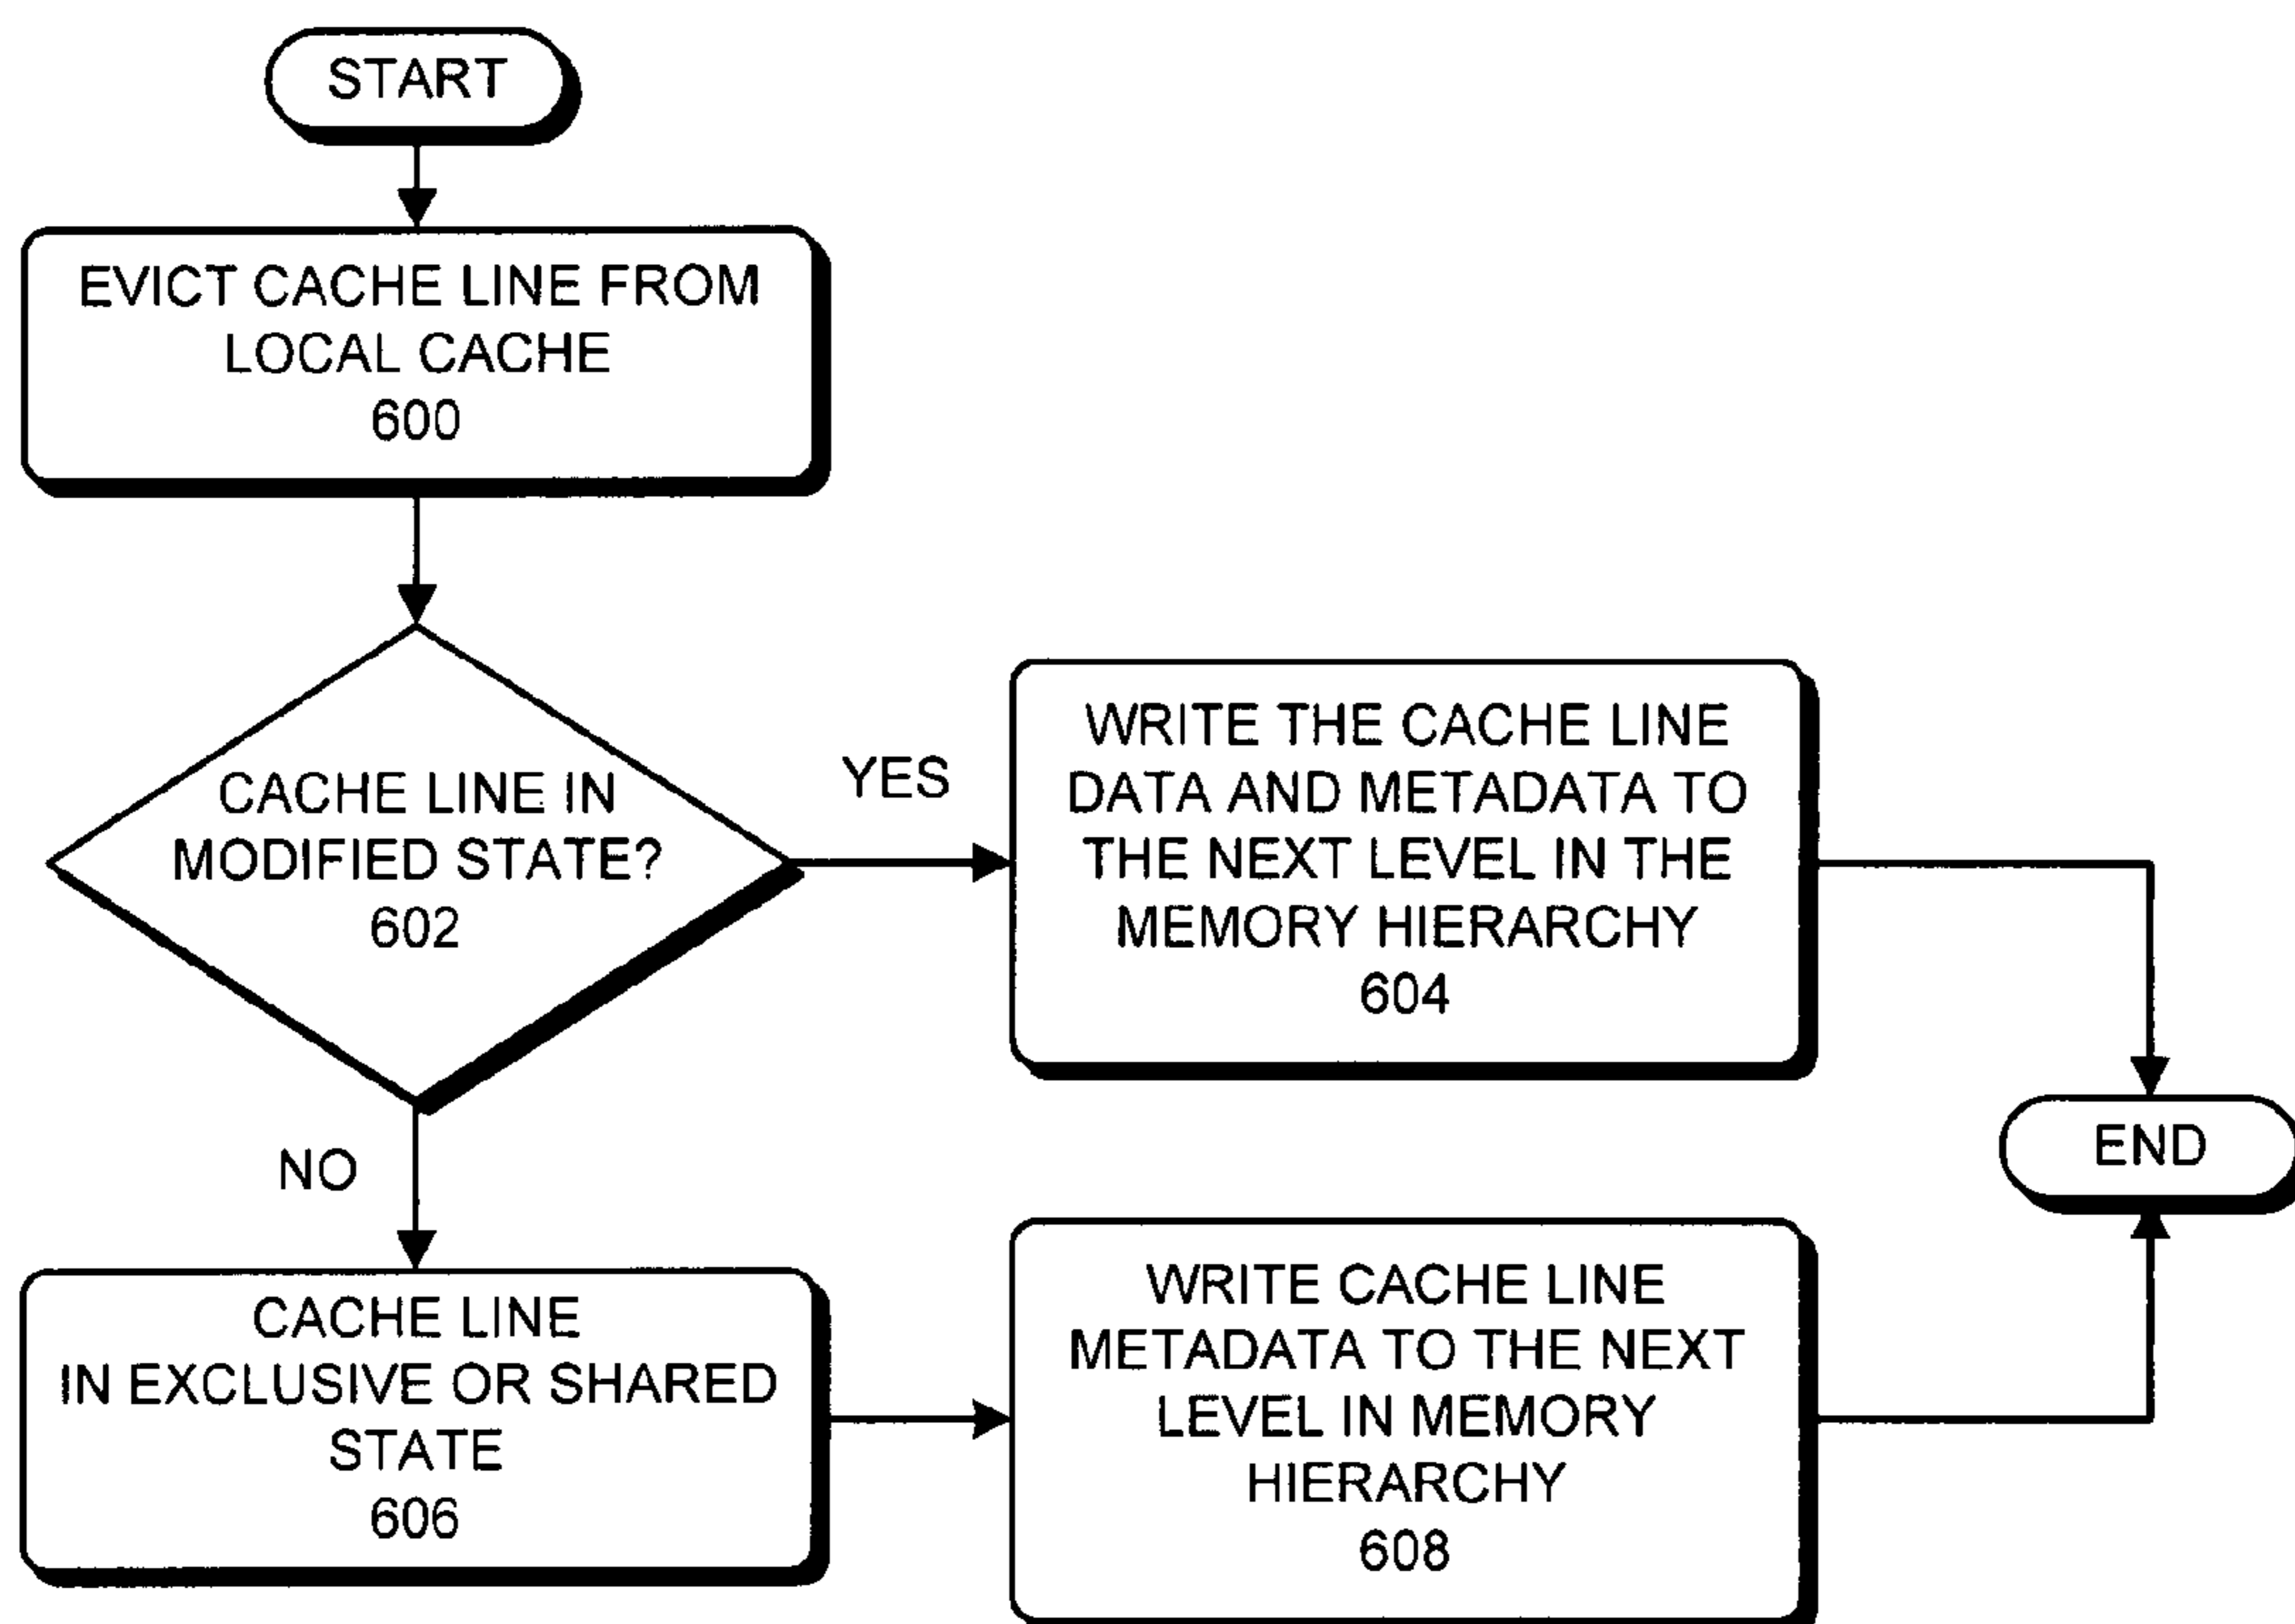 START
EVICT CACHE LINE FROM
LOCAL CACHE
600
CACHE LINE IN
MODIFIED STATE?
602
YES
WRITE THE CACHE LINE
DATA AND METADATA TO
THE NEXT LEVEL IN THE
MEMORY HIERARCHY
604
NO
CACHE LINE
IN EXCLUSIVE OR SHARED
STATE
606
WRITE CACHE LINE
METADATA TO THE NEXT
LEVEL IN MEMORY
HIERARCHY
608
END